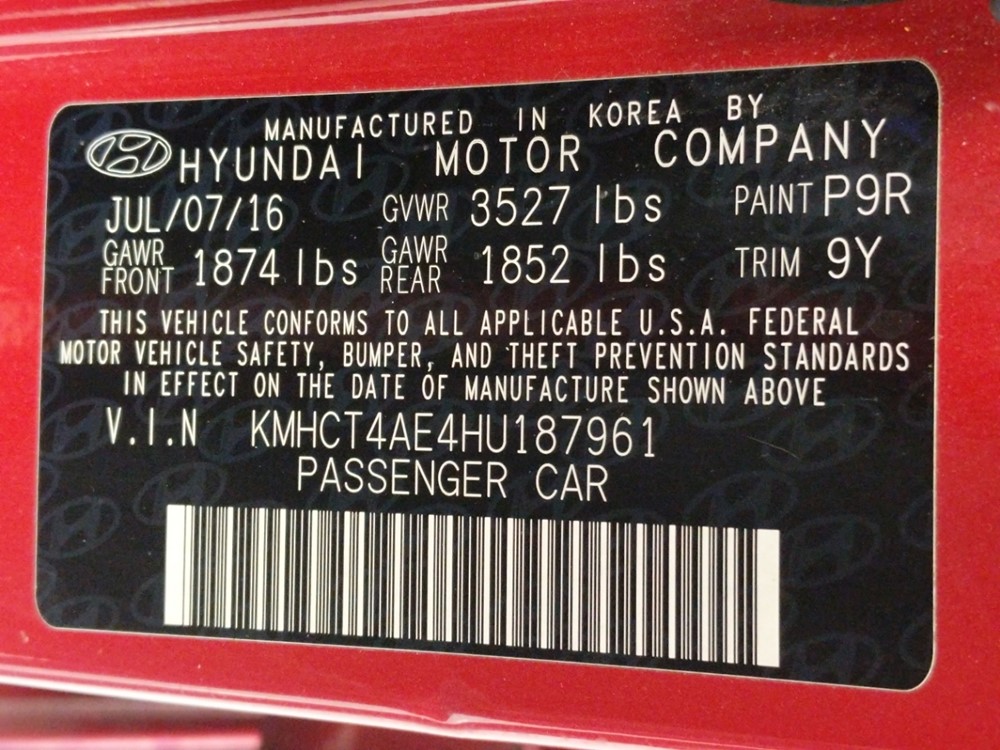 MANUFACTURED IN KOREA BY
HYUNDAI MOTOR COMPANY
JUL/07/16 GVWR 3527 lbs PAINT P9R
GAWR FRONT 1874 lbs GAWR REAR 1852 lbs TRIM 9Y
THIS VEHICLE CONFORMS TO ALL APPLICABLE U.S.A. FEDERAL
MOTOR VEHICLE SAFETY, BUMPER, AND THEFT PREVENTION STANDARDS
IN EFFECT ON THE DATE OF MANUFACTURE SHOWN ABOVE
V.I.N KMHCT4AE4HU187961
PASSENGER CAR